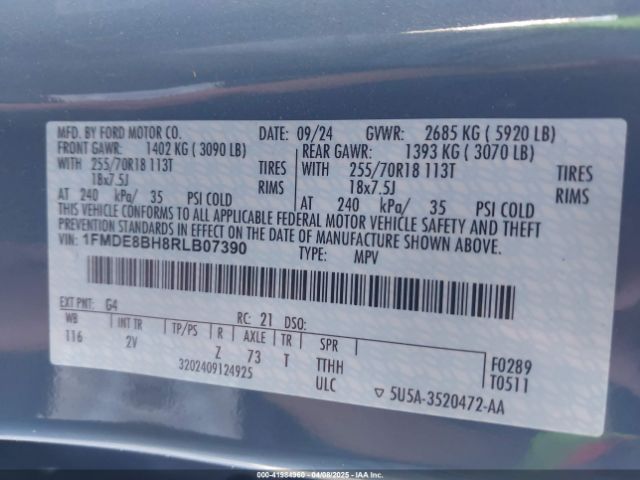 MFD. BY FORD MOTOR CO. DATE: 09/24 GVWR: 2685 KG ( 5920 LB)
FRONT GAWR: 1402 KG ( 3090 LB) REAR GAWR: 1393 KG ( 3070 LB)
WITH 255/70R18 113T TIRES WITH 255/70R18 113T TIRES
18x7.5J RIMS 18x7.5J RIMS
AT 240 kPa/ 35 PSI COLD AT 240 kPa/ 35 PSI COLD
THIS VEHICLE CONFORMS TO ALL APPLICABLE FEDERAL MOTOR VEHICLE SAFETY AND THEFT
PREVENTION STANDARDS IN EFFECT ON THE DATE OF MANUFACTURE SHOWN ABOVE.
VIN: 1FMDE8BH8RLB07390 TYPE: MPV
EXT PNT: G4 RC: 21 DSO:
WB INT TR TP/PS R AXLE TR SPR F0289
116 2V Z 73 T TTHH T0511
3202409124925 ULC ▽ 5U5A-3520472-AA
000-41984960 - 04/08/2025 - IAA Inc.